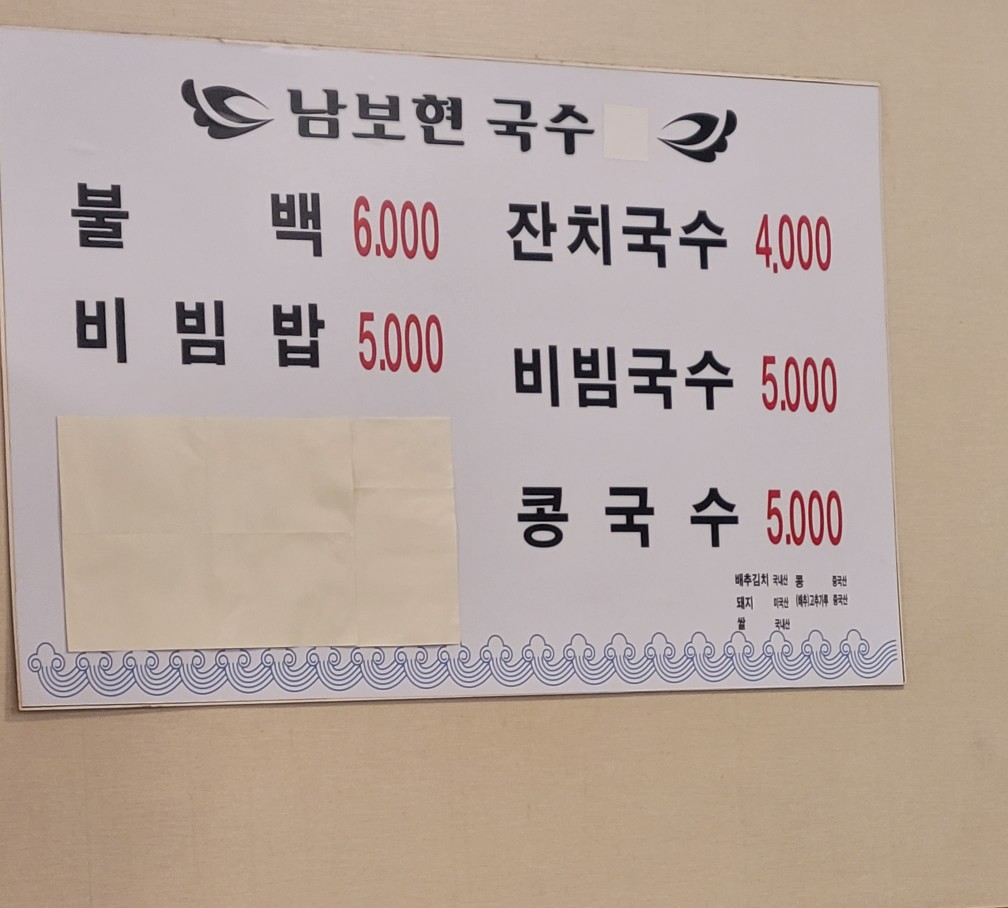 남보현 국수
불 백 6.000
비 빔 밥 5.000
잔치국수 4,000
비빔국수 5.000
콩 국 수 5.000
배추김치 국내산 콩 중국산
돼지 미국산 (배추)고추가루 중국산
쌀 국내산